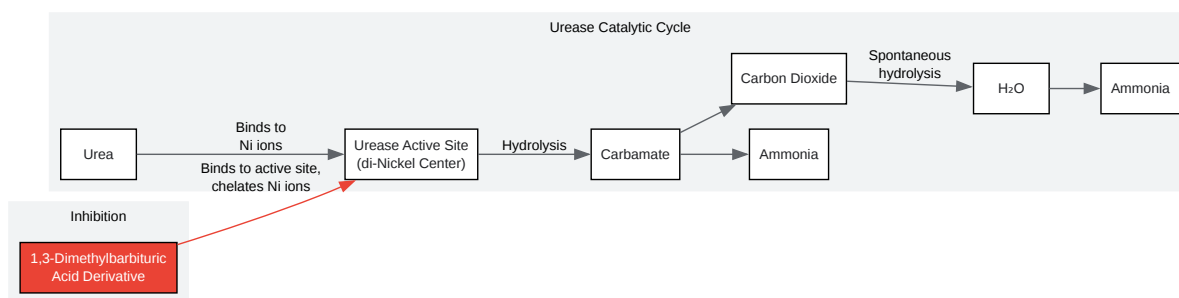 Urease Catalytic Cycle
Urea
Binds to
Ni ions
Binds to active site,
chelates Ni ions
Urease Active Site
(di-Nickel Center)
Hydrolysis
Carbamate
Carbon Dioxide
Ammonia
Spontaneous
hydrolysis
H₂O
Ammonia
Inhibition
1,3-Dimethylbarbituric
Acid Derivative